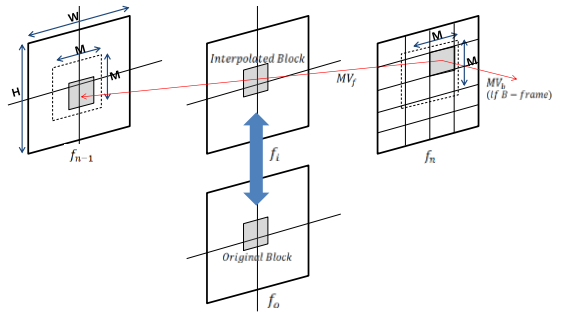 W
M
H
M
f_{n-1}
Interpolated Block
f_i
MV_f
M
M
MV_b
(If B − frame)
f_n
Original Block
f_o